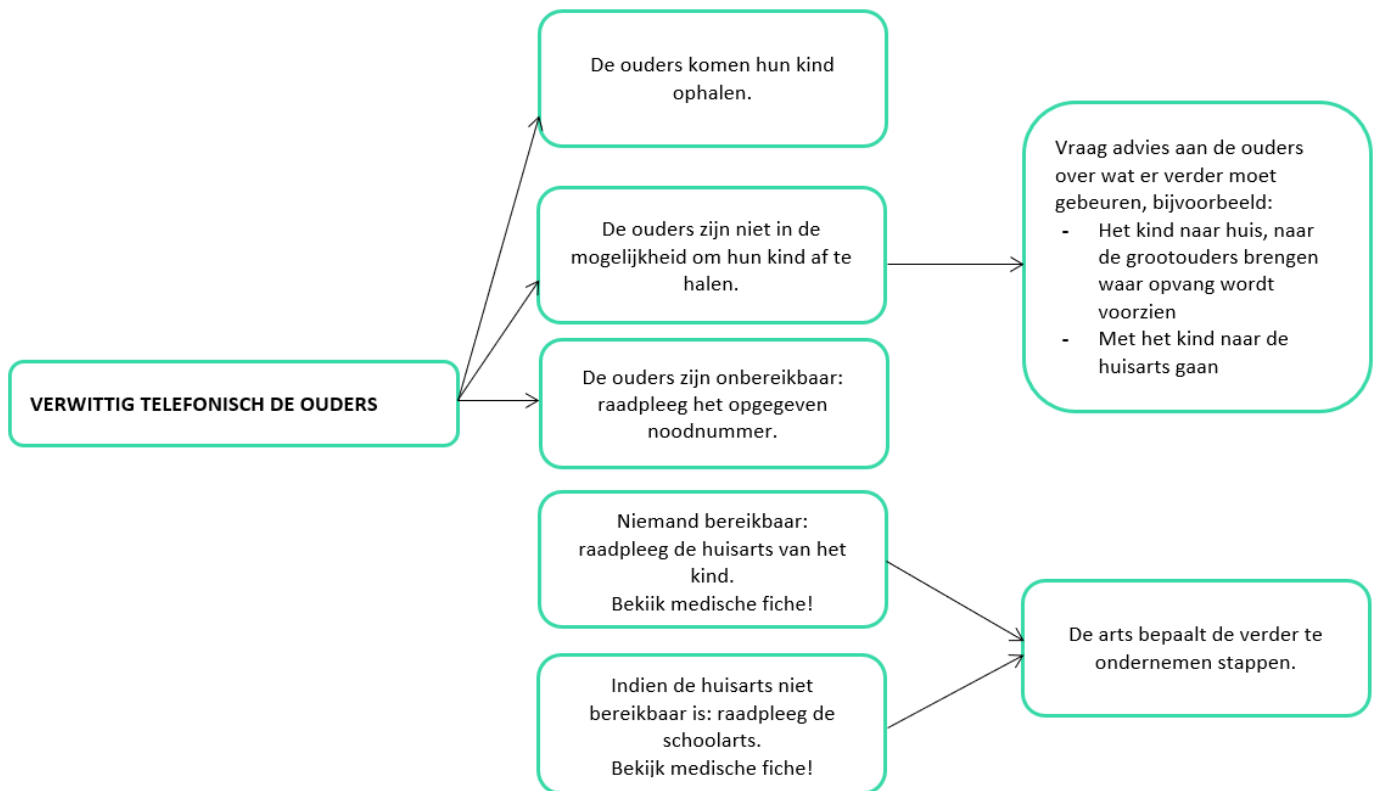 De ouders komen hun kind
ophalen.
Vraag advies aan de ouders
over wat er verder moet
gebeuren, bijvoorbeeld:
- Het kind naar huis, naar
de grootouders brengen
waar opvang wordt
voorzien
- Met het kind naar de
huisarts gaan
De ouders zijn niet in de
mogelijkheid om hun kind af te
halen.
VERWITTIG TELEFONISCH DE OUDERS
De ouders zijn onbereikbaar:
raadpleeg het opgegeven
noodnummer.
Niemand bereikbaar:
raadpleeg de huisarts van het
kind.
Bekijk medische fiche!
De arts bepaalt de verder te
ondernemen stappen.
Indien de huisarts niet
bereikbaar is: raadpleeg de
schoolarts.
Bekijk medische fiche!